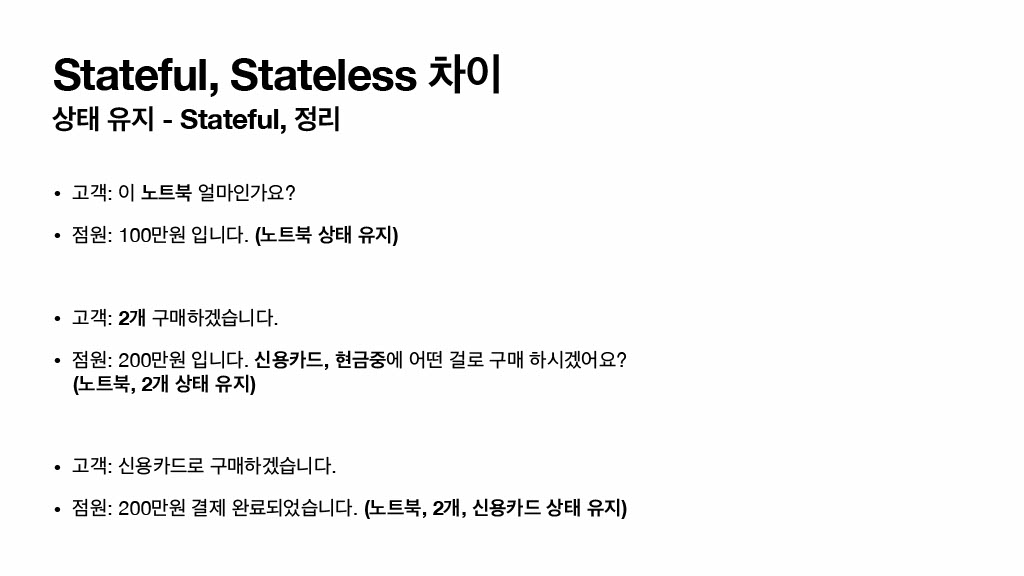 Stateful, Stateless 차이
상태 유지 - Stateful, 정리
• 고객: 이 노트북 얼마인가요?
• 점원: 100만원 입니다. (노트북 상태 유지)
• 고객: 2개 구매하겠습니다.
• 점원: 200만원 입니다. 신용카드, 현금중에 어떤 걸로 구매 하시겠어요?
(노트북, 2개 상태 유지)
• 고객: 신용카드로 구매하겠습니다.
• 점원: 200만원 결제 완료되었습니다. (노트북, 2개, 신용카드 상태 유지)